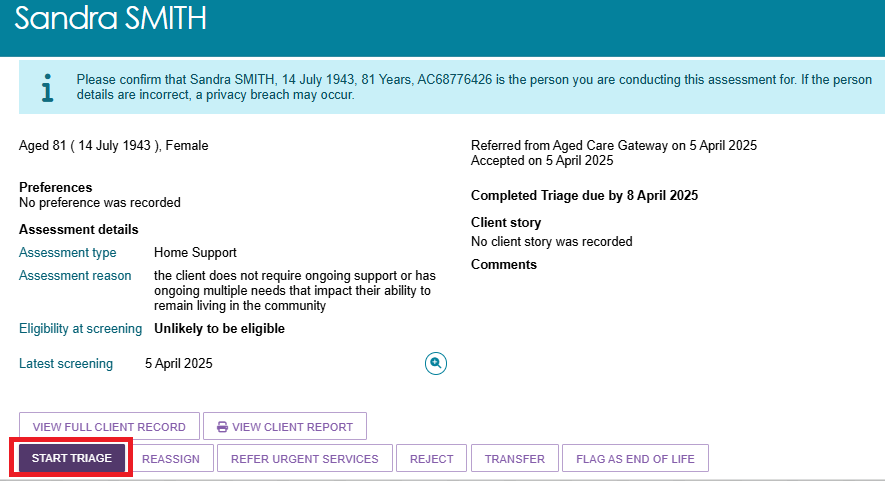 Sandra SMITH
Please confirm that Sandra SMITH, 14 July 1943, 81 Years, AC68776426 is the person you are conducting this assessment for. If the person
details are incorrect, a privacy breach may occur.
Aged 81 ( 14 July 1943 ), Female
Preferences
No preference was recorded
Assessment details
Assessment type Home Support
Assessment reason the client does not require ongoing support or has
ongoing multiple needs that impact their ability to
remain living in the community
Eligibility at screening Unlikely to be eligible
Latest screening 5 April 2025
Referred from Aged Care Gateway on 5 April 2025
Accepted on 5 April 2025
Completed Triage due by 8 April 2025
Client story
No client story was recorded
Comments
VIEW FULL CLIENT RECORD VIEW CLIENT REPORT
START TRIAGE REASSIGN REFER URGENT SERVICES REJECT TRANSFER FLAG AS END OF LIFE